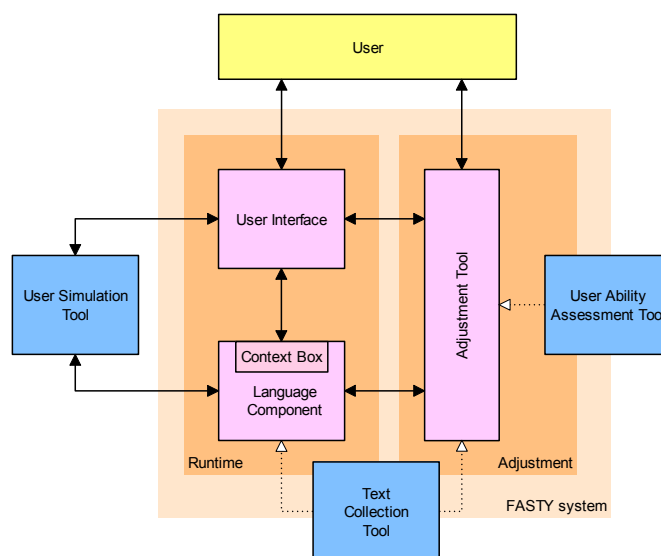 User
User Interface
User Simulation
Tool
Adjustment Tool
User Ability
Assessment Tool
Context Box
Language
Component
Runtime
Adjustment
Text
Collection
Tool
FASTY system